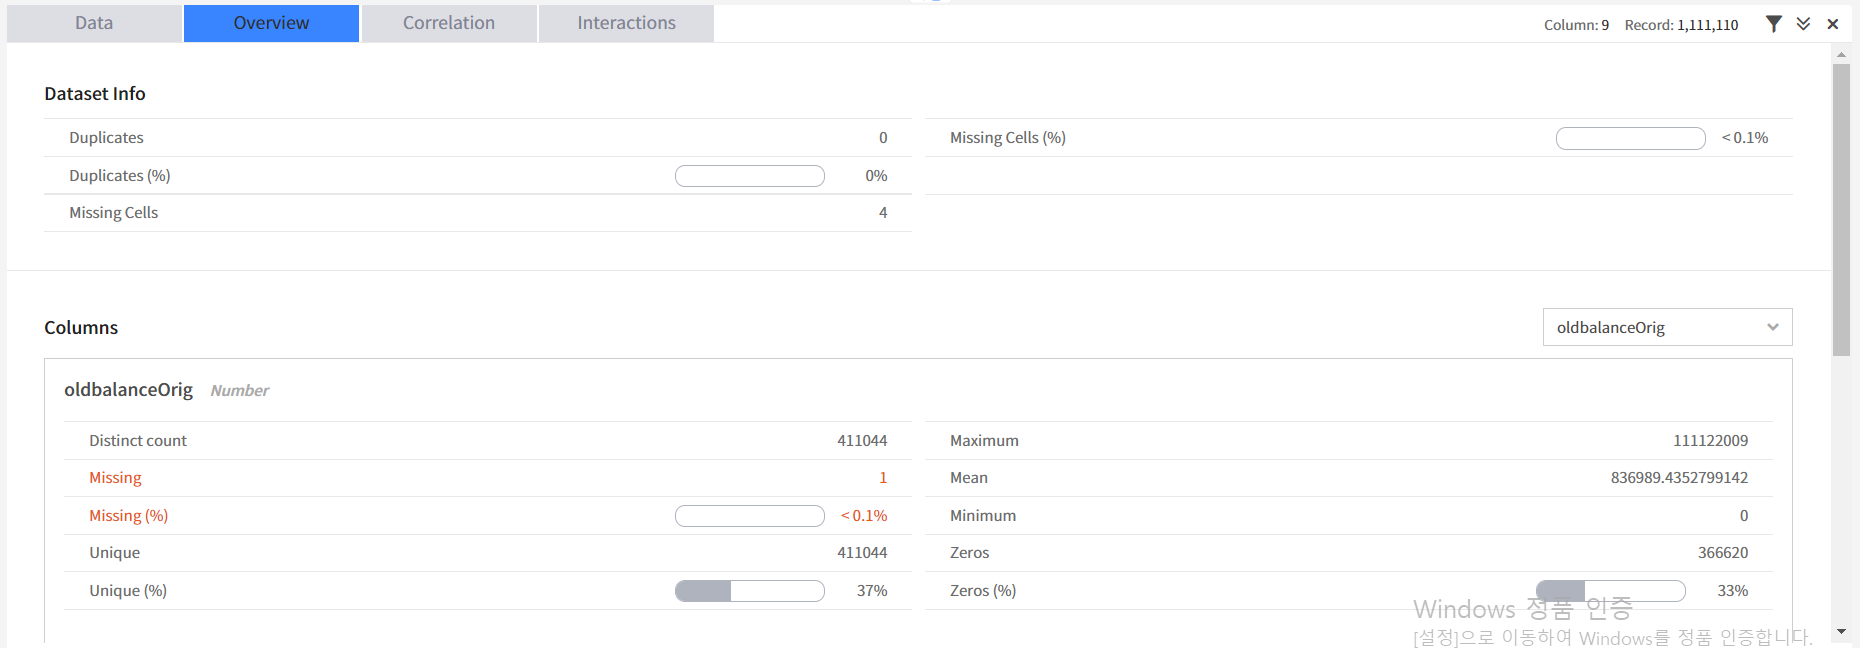 Data Overview Correlation Interactions Column: 9 Record: 1,111,110
Dataset Info
Duplicates 0 Missing Cells (%) < 0.1%
Duplicates (%) 0%
Missing Cells 4
Columns oldbalanceOrig
oldbalanceOrig Number
Distinct count 411044 Maximum 111122009
Missing 1 Mean 836989.4352799142
Missing (%) < 0.1% Minimum 0
Unique 411044 Zeros 366620
Unique (%) 37% Zeros (%) 33%
Windows 정품 인증
[설정]으로 이동하여 Windows를 정품 인증합니다.